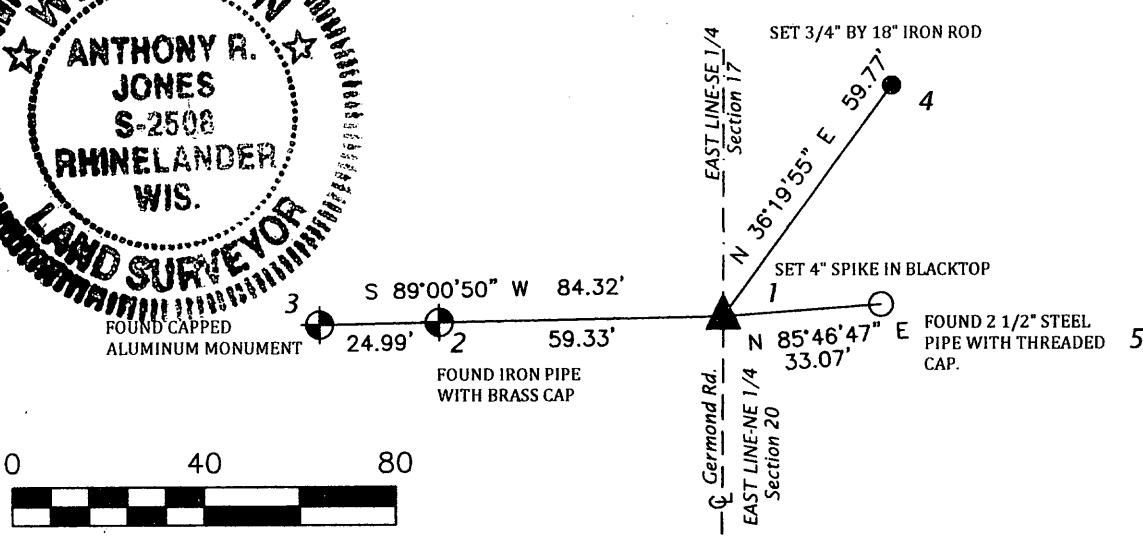 ANTHONY R.
JONES
S-2508
RHINELANDER
WIS.
LAND SURVEYOR
SET 3/4" BY 18" IRON ROD
4
N 36°19'55" E 59.77'
EAST LINE-SE 1/4
Section 17
SET 4" SPIKE IN BLACKTOP
1
S 89°00'50" W 84.32'
3
FOUND CAPPED
ALUMINUM MONUMENT
24.99'
2
59.33'
FOUND IRON PIPE
WITH BRASS CAP
N 85°46'47" E
33.07'
FOUND 2 1/2" STEEL
PIPE WITH THREADED
CAP.
5
℄ Germond Rd.
EAST LINE-NE 1/4
Section 20
0 40 80